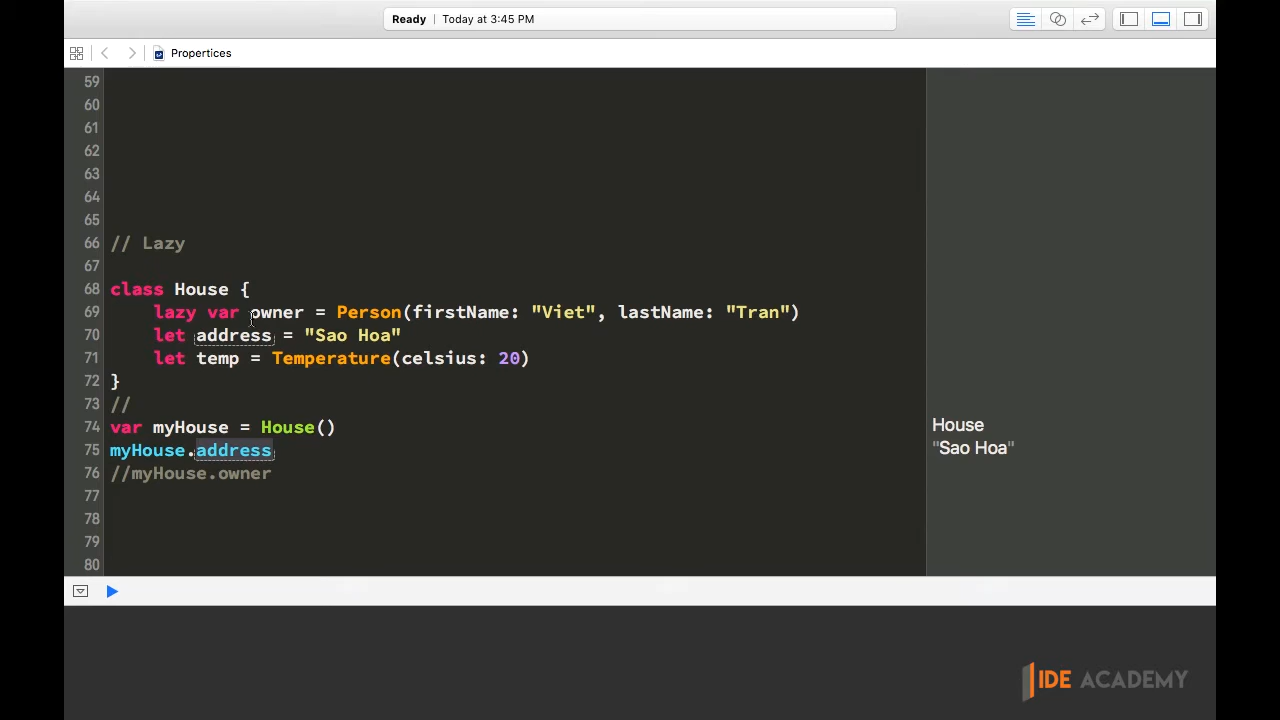 Ready | Today at 3:45 PM
Propertices
59
60
61
62
63
64
65
66 // Lazy
67
68 class House {
69 lazy var owner = Person(firstName: "Viet", lastName: "Tran")
70 let address = "Sao Hoa"
71 let temp = Temperature(celsius: 20)
72 }
73 //
74 var myHouse = House() House
75 myHouse.address "Sao Hoa"
76 //myHouse.owner
77
78
79
80
IDE ACADEMY